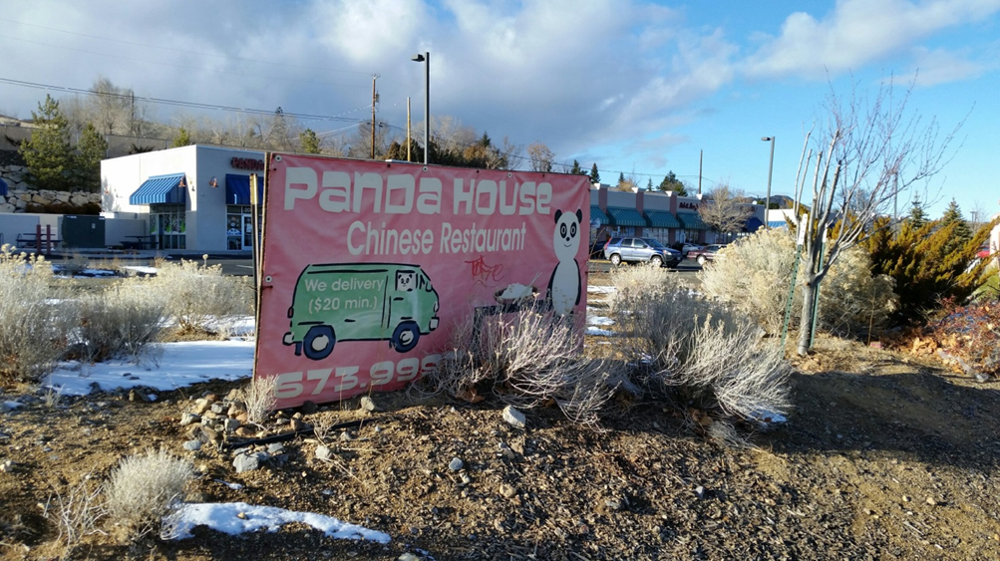 PANDA HOUSE
Chinese Restaurant
We delivery
($20 min.)
673.99